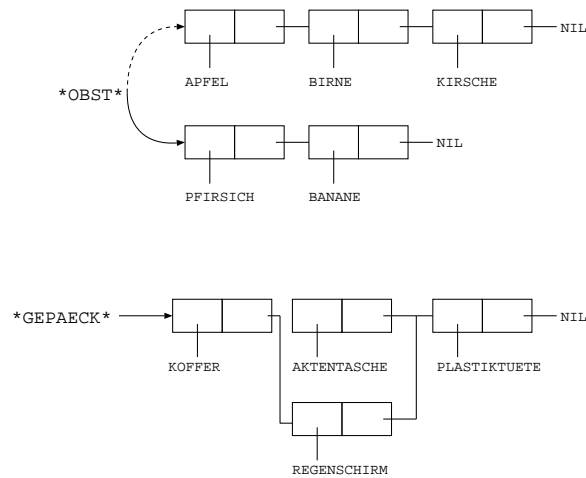 NIL
APFEL BIRNE KIRSCHE
*OBST*
NIL
PFIRSICH BANANE
*GEPAECK* NIL
KOFFER AKTENTASCHE PLASTIKTUETE
REGENSCHIRM